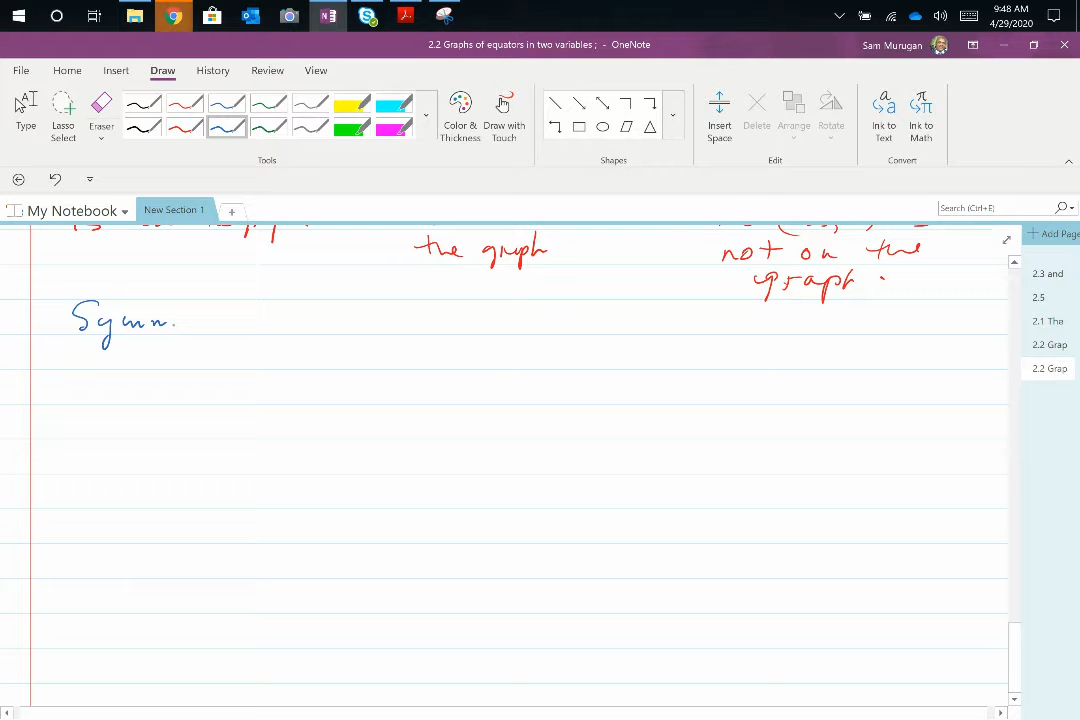 9:48 AM
4/29/2020
2.2 Graphs of equators in two variables ; - OneNote
Sam Murugan
File Home Insert Draw History Review View
Type
Lasso Select
Eraser
Color & Thickness
Draw with Touch
Insert Space
Delete
Arrange
Rotate
Ink to Text
Ink to Math
Tools
Shapes
Edit
Convert
My Notebook
New Section 1
Search (Ctrl+E)
Add Page
2.3 and
2.5
2.1 The
2.2 Grap
2.2 Grap
is
the graph
not on the
graph.
Symm